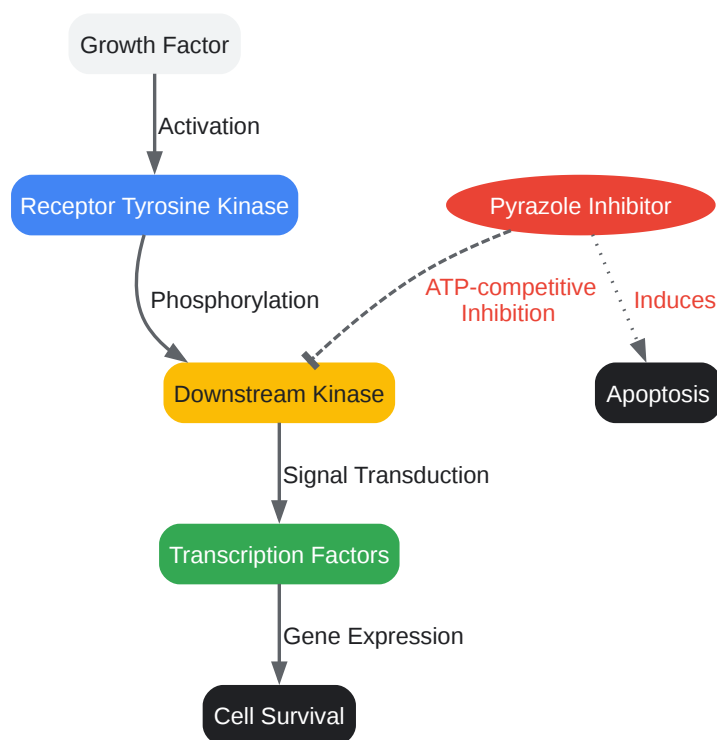 Growth Factor
Activation
Receptor Tyrosine Kinase
Pyrazole Inhibitor
Phosphorylation
ATP-competitive
Inhibition
Induces
Downstream Kinase
Apoptosis
Signal Transduction
Transcription Factors
Gene Expression
Cell Survival